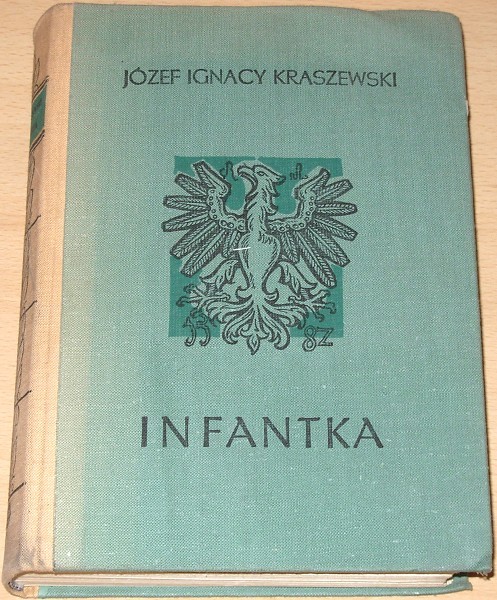 JÓZEF IGNACY KRASZEWSKI
INFANTKA